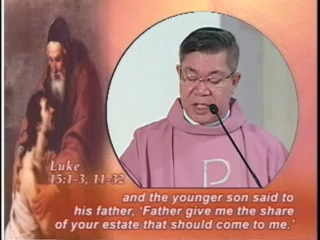 Luke
15:1-3, 11-32
and the younger son said to
his father, 'Father give me the share
of your estate that should come to me.'